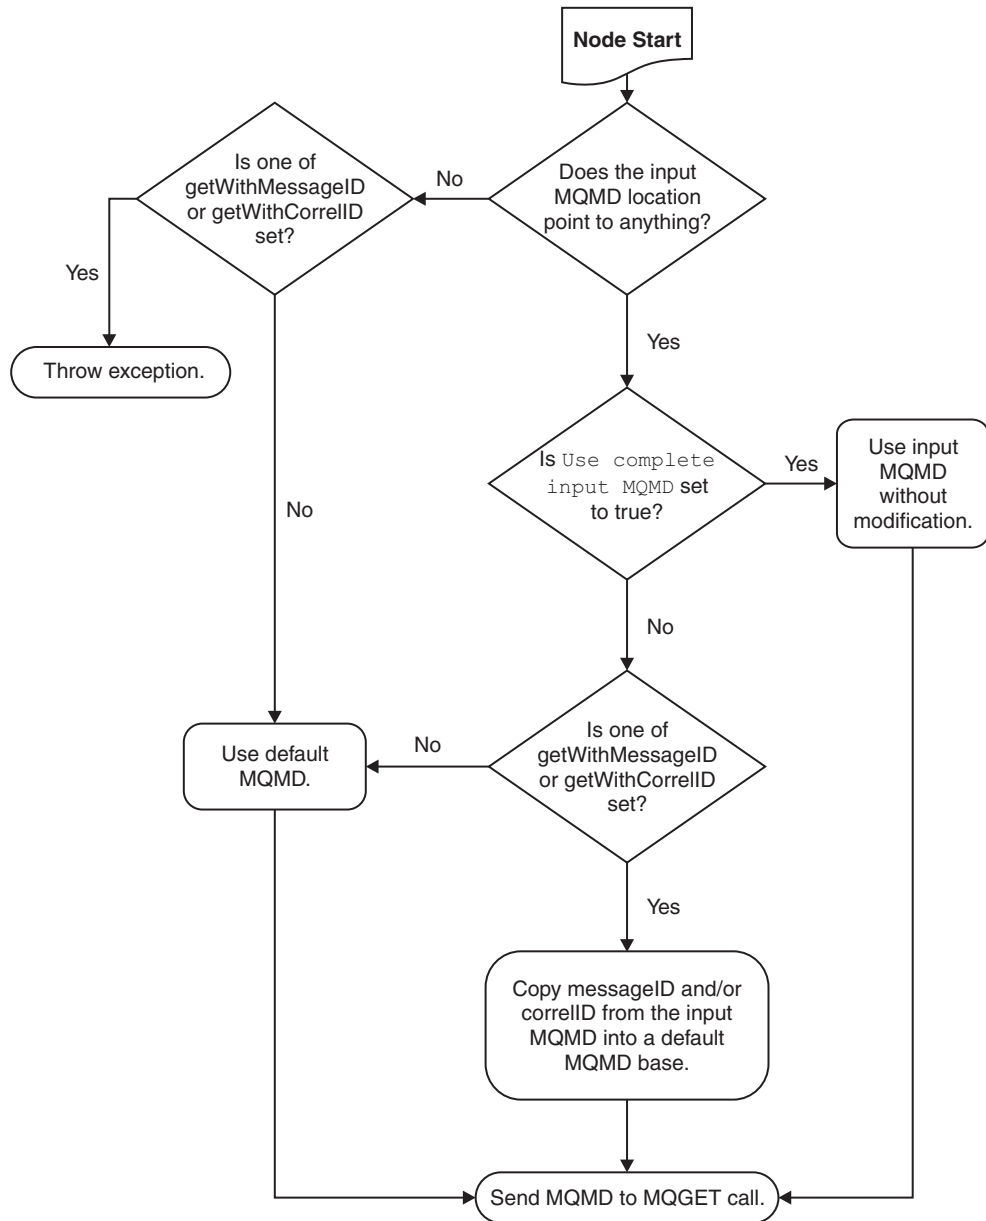 Node Start
Does the input
MQMD location
point to anything?
No
Is one of
getWithMessageID
or getWithCorrelID
set?
Yes
Throw exception.
No
Yes
Is Use complete
input MQMD set
to true?
Yes
Use input
MQMD
without
modification.
No
Is one of
getWithMessageID
or getWithCorrelID
set?
No
Use default
MQMD.
Yes
Copy messageID and/or
correlID from the input
MQMD into a default
MQMD base.
Send MQMD to MQGET call.